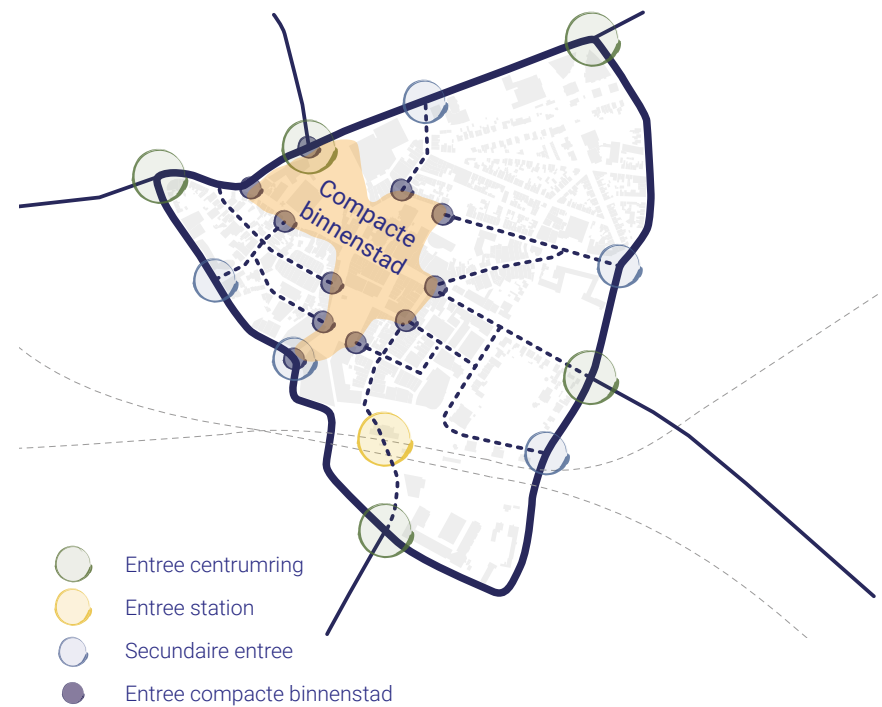 Compacte
binnenstad
Entree centrumring
Entree station
Secundaire entree
Entree compacte binnenstad